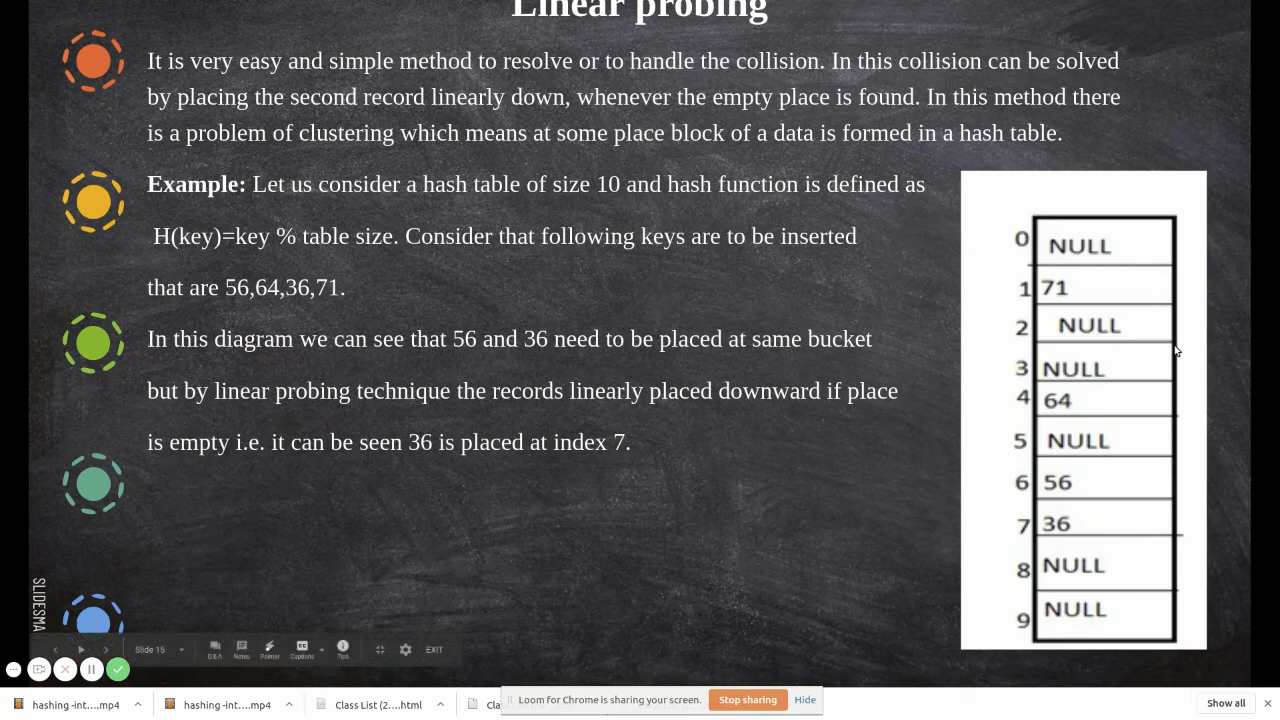 Linear probing
It is very easy and simple method to resolve or to handle the collision. In this collision can be solved
by placing the second record linearly down, whenever the empty place is found. In this method there
is a problem of clustering which means at some place block of a data is formed in a hash table.
Example: Let us consider a hash table of size 10 and hash function is defined as
H(key)=key % table size. Consider that following keys are to be inserted
that are 56,64,36,71.
In this diagram we can see that 56 and 36 need to be placed at same bucket
but by linear probing technique the records linearly placed downward if place
is empty i.e. it can be seen 36 is placed at index 7.
0 NULL
1 71
2 NULL
3 NULL
4 64
5 NULL
6 56
7 36
8 NULL
9 NULL
SLIDESMA
Slide 15 Q&A Notes Pointer Captions Tips EXIT
Loom for Chrome is sharing your screen. Stop sharing Hide
hashing -int....mp4 hashing -int....mp4 Class List (2....html Show all